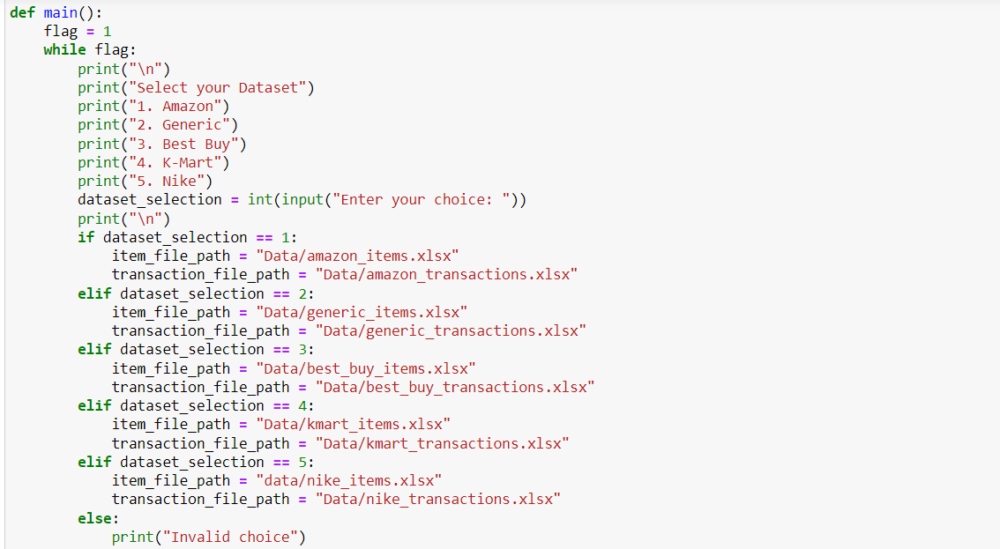 def main():
    flag = 1
    while flag:
        print("\n")
        print("Select your Dataset")
        print("1. Amazon")
        print("2. Generic")
        print("3. Best Buy")
        print("4. K-Mart")
        print("5. Nike")
        dataset_selection = int(input("Enter your choice: "))
        print("\n")
        if dataset_selection == 1:
            item_file_path = "Data/amazon_items.xlsx"
            transaction_file_path = "Data/amazon_transactions.xlsx"
        elif dataset_selection == 2:
            item_file_path = "Data/generic_items.xlsx"
            transaction_file_path = "Data/generic_transactions.xlsx"
        elif dataset_selection == 3:
            item_file_path = "Data/best_buy_items.xlsx"
            transaction_file_path = "Data/best_buy_transactions.xlsx"
        elif dataset_selection == 4:
            item_file_path = "Data/kmart_items.xlsx"
            transaction_file_path = "Data/kmart_transactions.xlsx"
        elif dataset_selection == 5:
            item_file_path = "data/nike_items.xlsx"
            transaction_file_path = "Data/nike_transactions.xlsx"
        else:
            print("Invalid choice")